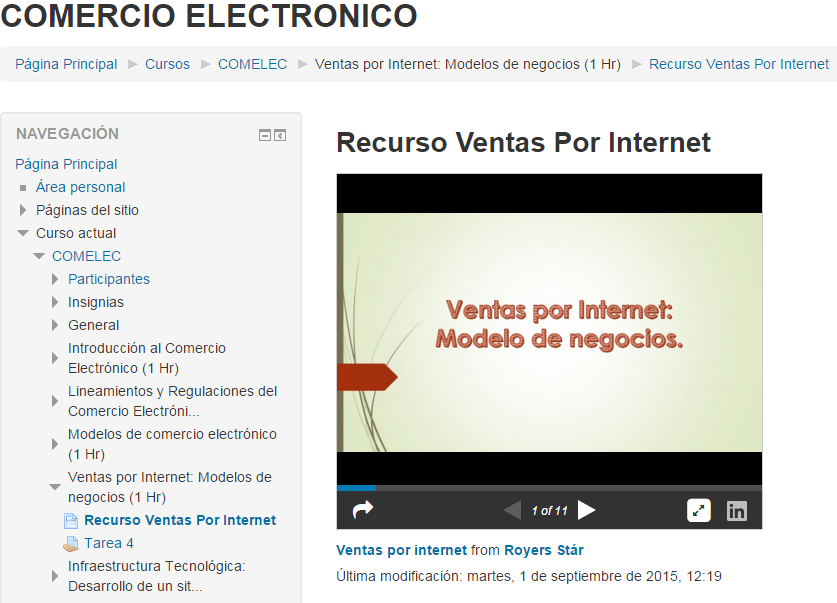 COMERCIO ELECTRONICO
Página Principal Cursos COMELEC Ventas por Internet: Modelos de negocios (1 Hr) Recurso Ventas Por Internet
NAVEGACIÓN
Página Principal
Área personal
Páginas del sitio
Curso actual
COMELEC
Participantes
Insignias
General
Introducción al Comercio
Electrónico (1 Hr)
Lineamientos y Regulaciones del
Comercio Electróni...
Modelos de comercio electrónico
(1 Hr)
Ventas por Internet: Modelos de
negocios (1 Hr)
Recurso Ventas Por Internet
Tarea 4
Infraestructura Tecnológica:
Desarrollo de un sit...
Recurso Ventas Por Internet
Ventas por Internet:
Modelo de negocios.
1 of 11
in
Ventas por internet from Royers Stár
Última modificación: martes, 1 de septiembre de 2015, 12:19